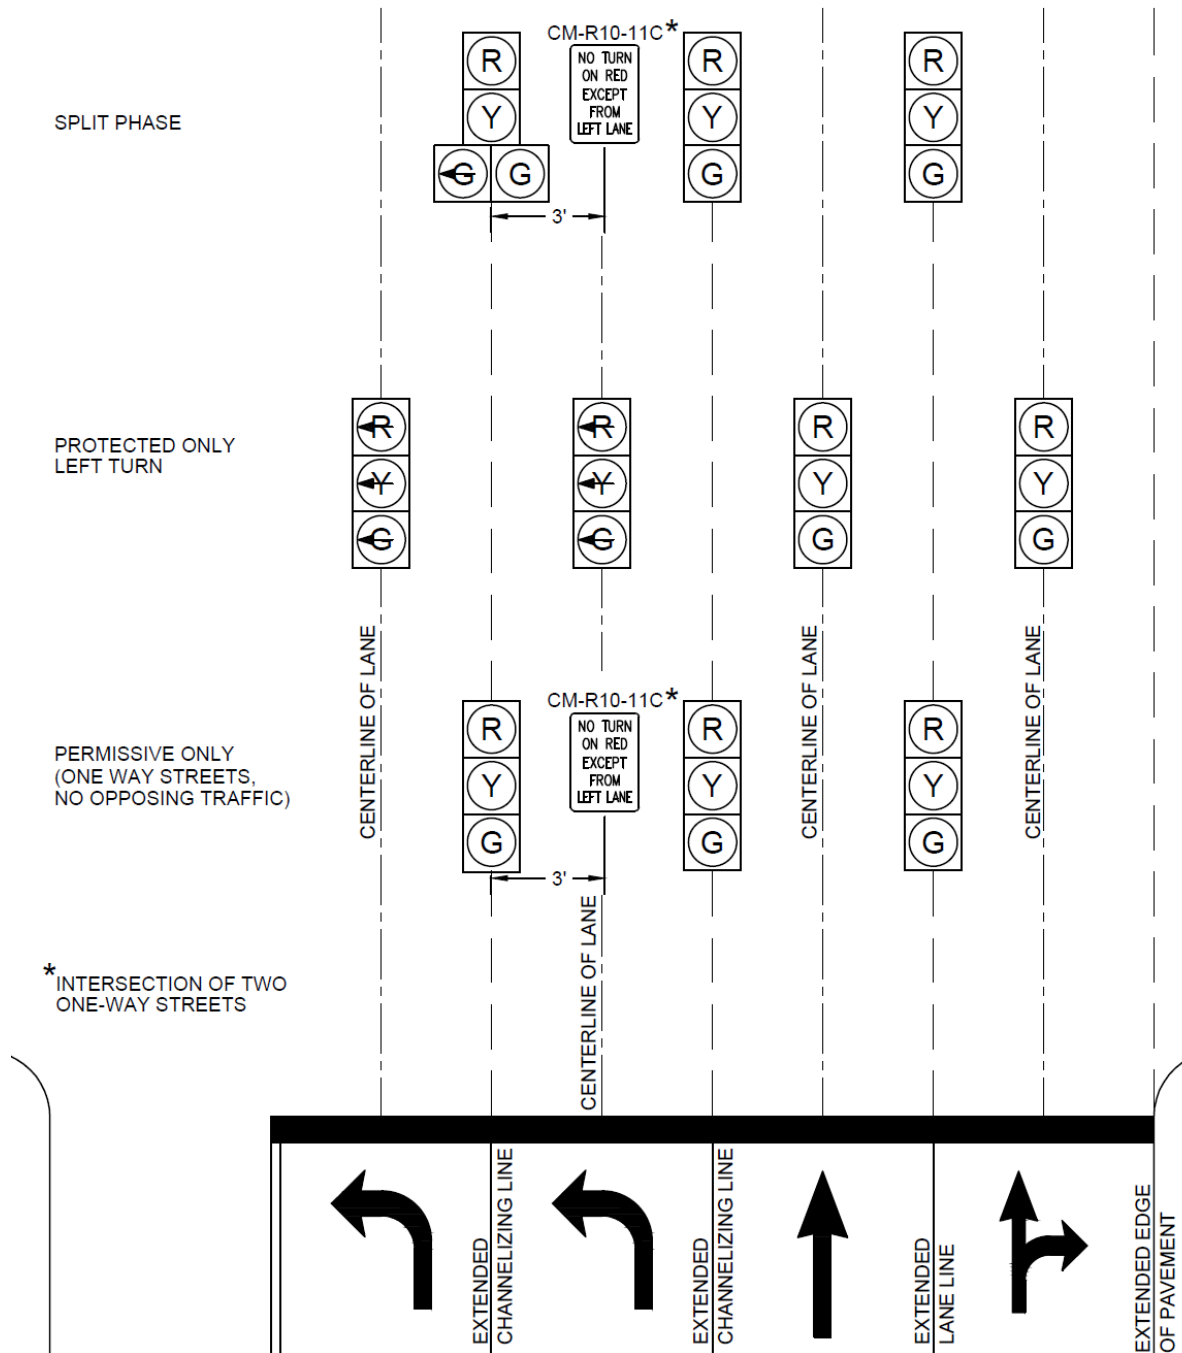 CM-R10-11C*
NO TURN
ON RED
EXCEPT
FROM
LEFT LANE
SPLIT PHASE
R
Y
G
G
R
Y
G
R
Y
G
3'
PROTECTED ONLY
LEFT TURN
R
Y
G
R
Y
G
R
Y
G
R
Y
G
CENTERLINE OF LANE
CENTERLINE OF LANE
CENTERLINE OF LANE
CM-R10-11C*
NO TURN
ON RED
EXCEPT
FROM
LEFT LANE
PERMISSIVE ONLY
(ONE WAY STREETS,
NO OPPOSING TRAFFIC)
R
Y
G
R
Y
G
R
Y
G
3'
CENTERLINE OF LANE
*INTERSECTION OF TWO
ONE-WAY STREETS
EXTENDED
CHANNELIZING LINE
EXTENDED
CHANNELIZING LINE
EXTENDED
LANE LINE
EXTENDED EDGE
OF PAVEMENT